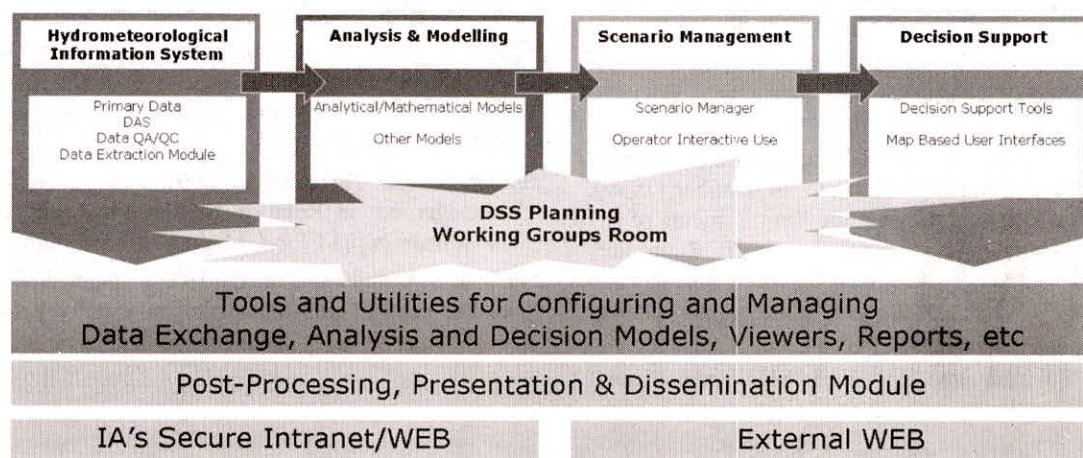 Hydrometeorological
Information System
Primary Data
DAS
Data QA/QC
Data Extraction Module
Analysis & Modelling
Analytical/Mathematical Models
Other Models
Scenario Management
Scenario Manager
Operator Interactive Use
Decision Support
Decision Support Tools
Map Based User Interfaces
DSS Planning
Working Groups Room
Tools and Utilities for Configuring and Managing
Data Exchange, Analysis and Decision Models, Viewers, Reports, etc
Post-Processing, Presentation & Dissemination Module
IA's Secure Intranet/WEB
External WEB